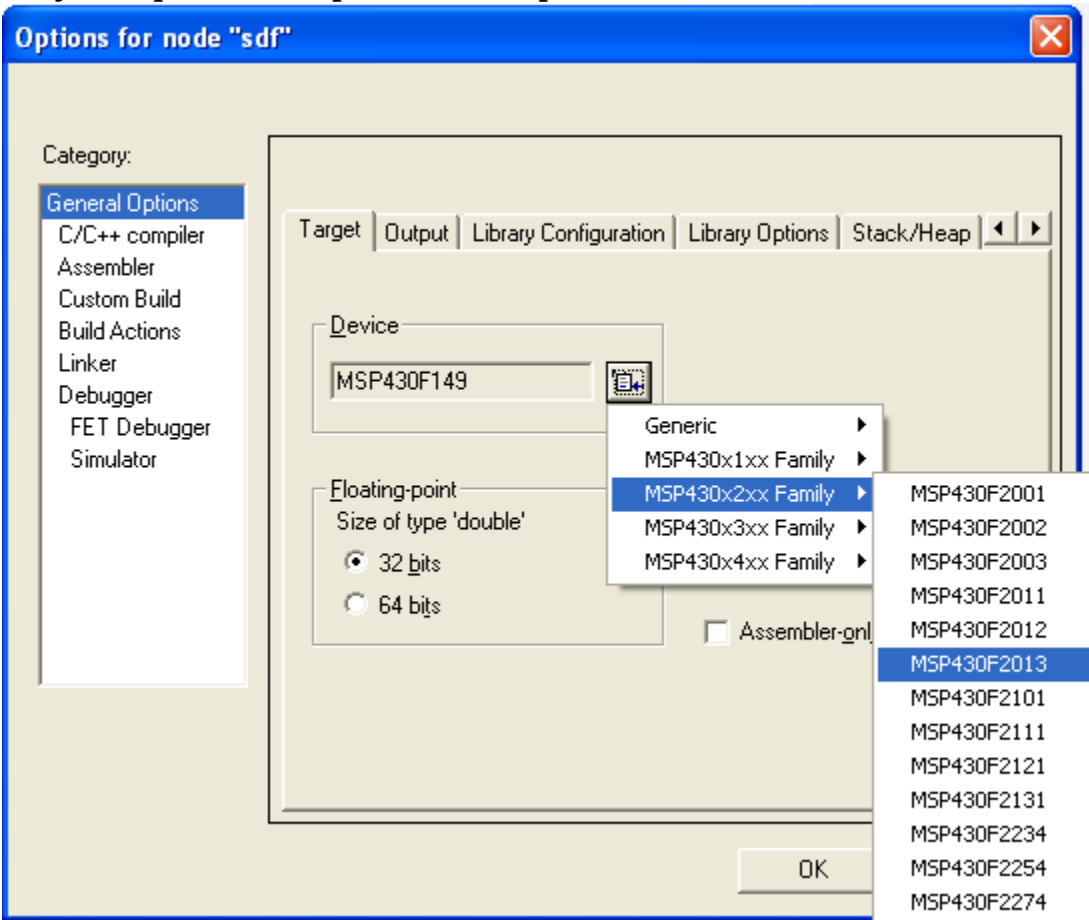 Options for node "sdf"
Category:
General Options
C/C++ compiler
Assembler
Custom Build
Build Actions
Linker
Debugger
FET Debugger
Simulator
Target
Output
Library Configuration
Library Options
Stack/Heap
Device
MSP430F149
Generic
MSP430x1xx Family
MSP430x2xx Family
MSP430x3xx Family
MSP430x4xx Family
MSP430F2001
MSP430F2002
MSP430F2003
MSP430F2011
MSP430F2012
MSP430F2013
MSP430F2101
MSP430F2111
MSP430F2121
MSP430F2131
MSP430F2234
MSP430F2254
MSP430F2274
Floating-point
Size of type 'double'
32 bits
64 bits
Assembler-onl
OK